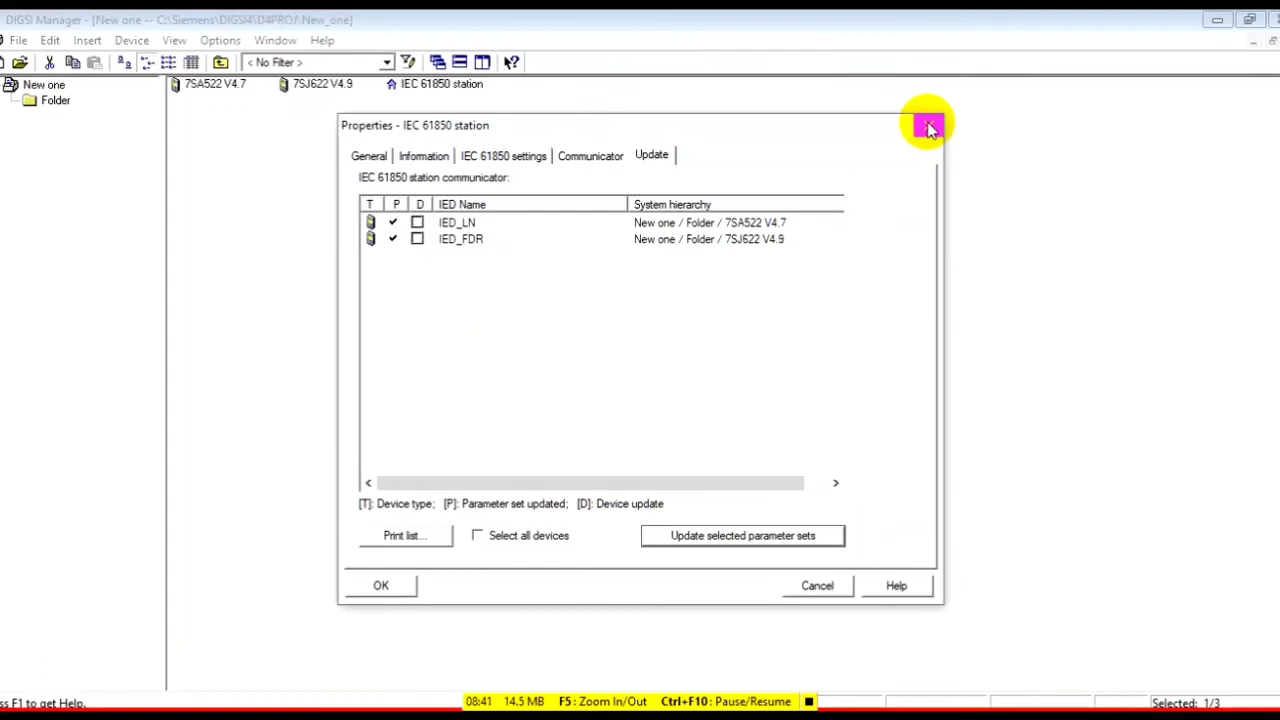 DIGSI Manager - [New one -- C:\Siemens\DIGSI4\D4PROJ\New_one]
File Edit Insert Device View Options Window Help
< No Filter >
New one
Folder
7SA522 V4.7 7SJ622 V4.9 IEC 61850 station
Properties - IEC 61850 station
General Information IEC 61850 settings Communicator Update
IEC 61850 station communicator:
T P D IED Name System hierarchy
IED_LN New one / Folder / 7SA522 V4.7
IED_FDR New one / Folder / 7SJ622 V4.9
[T]: Device type; [P]: Parameter set updated; [D]: Device update
Print list... Select all devices Update selected parameter sets
OK Cancel Help
ss F1 to get Help.
08:41 14.5 MB F5: Zoom In/Out Ctrl+F10: Pause/Resume
Selected: 1/3